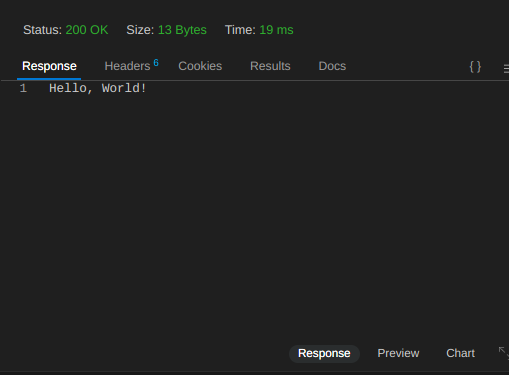 Status: 200 OK Size: 13 Bytes Time: 19 ms
Response Headers 6 Cookies Results Docs { }
1 Hello, World!
Response Preview Chart